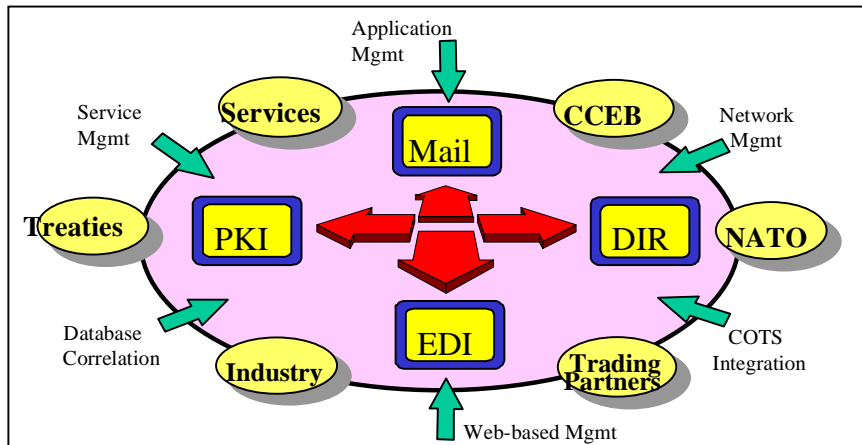 Application
Mgmt
Services
CCEB
Service
Mgmt
Network
Mgmt
Mail
Treaties
PKI
DIR
NATO
Database
Correlation
EDI
COTS
Integration
Industry
Trading
Partners
Web-based Mgmt